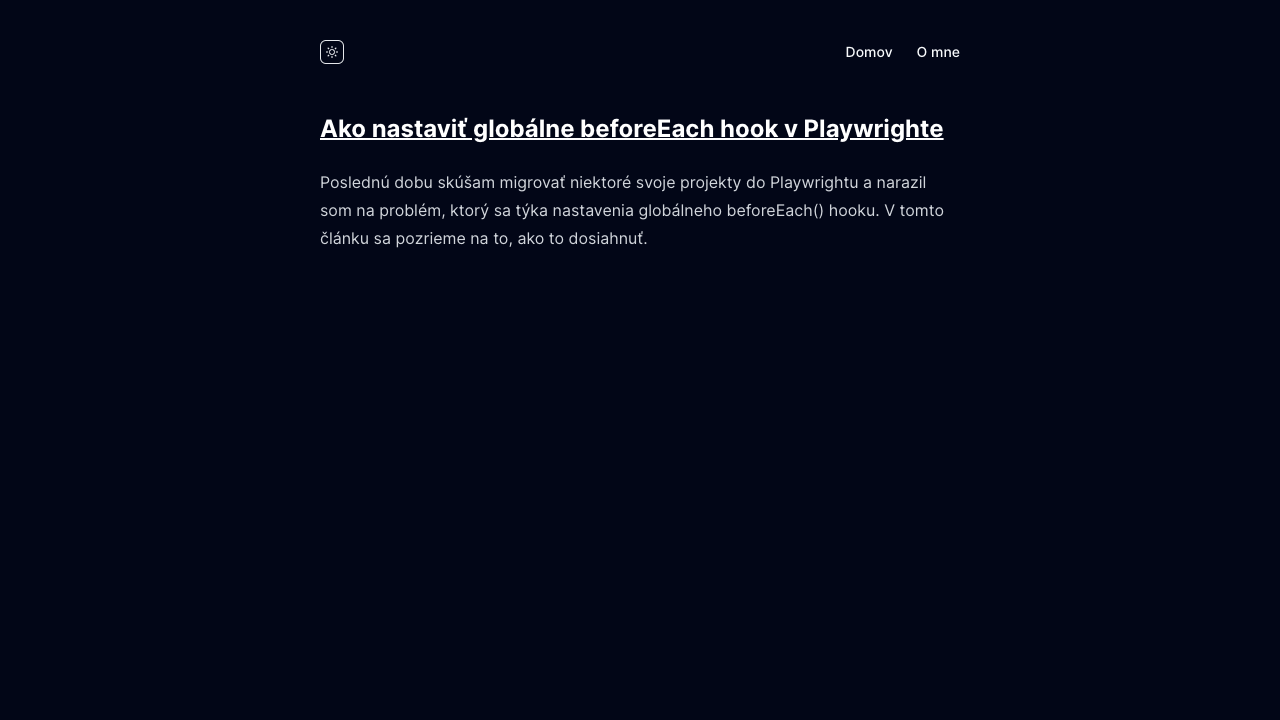 Domov O mne
Ako nastaviť globálne beforeEach hook v Playwrighte
Poslednú dobu skúšam migrovať niektoré svoje projekty do Playwrightu a narazil
som na problém, ktorý sa týka nastavenia globálneho beforeEach() hooku. V tomto
článku sa pozrieme na to, ako to dosiahnuť.